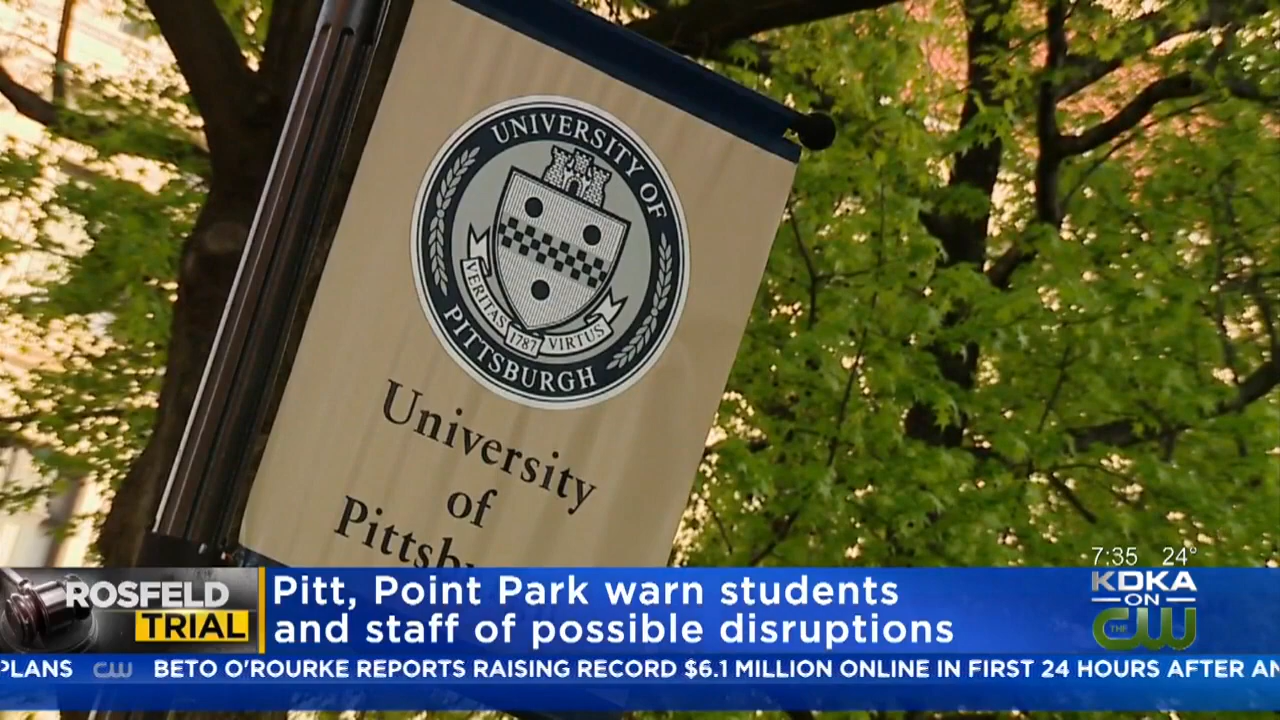 UNIVERSITY OF
PITTSBURGH
VERITAS 1787 VIRTUS
University
of
Pittsb
7:35 24°
KDKA
ON
THE CW
ROSFELD
TRIAL
Pitt, Point Park warn students
and staff of possible disruptions
PLANS CW BETO O'ROURKE REPORTS RAISING RECORD $6.1 MILLION ONLINE IN FIRST 24 HOURS AFTER AN